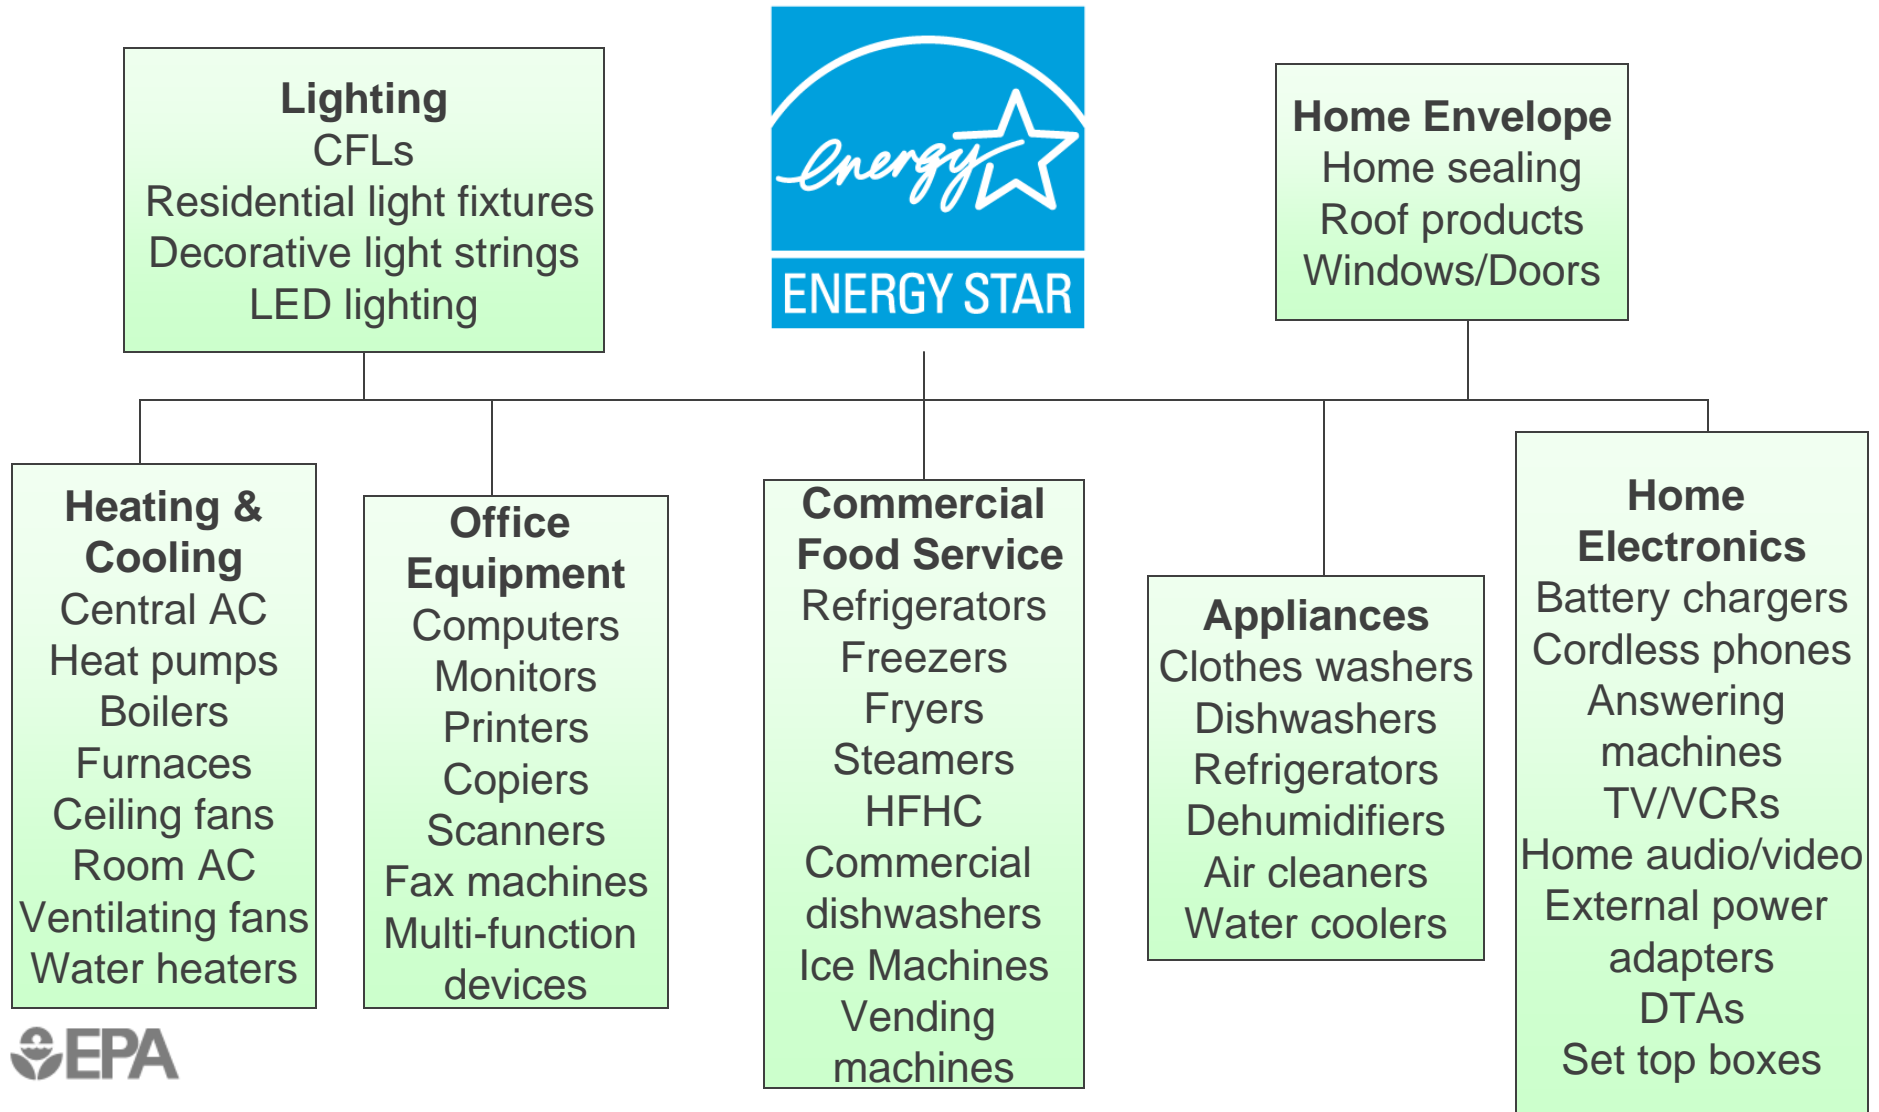 Lighting
CFLs
Residential light fixtures
Decorative light strings
LED lighting
energy
ENERGY STAR
Home Envelope
Home sealing
Roof products
Windows/Doors
Heating &
Cooling
Central AC
Heat pumps
Boilers
Furnaces
Ceiling fans
Room AC
Ventilating fans
Water heaters
Office
Equipment
Computers
Monitors
Printers
Copiers
Scanners
Fax machines
Multi-function
devices
Commercial
Food Service
Refrigerators
Freezers
Fryers
Steamers
HFHC
Commercial
dishwashers
Ice Machines
Vending
machines
Appliances
Clothes washers
Dishwashers
Refrigerators
Dehumidifiers
Air cleaners
Water coolers
Home
Electronics
Battery chargers
Cordless phones
Answering
machines
TV/VCRs
Home audio/video
External power
adapters
DTAs
Set top boxes
EPA